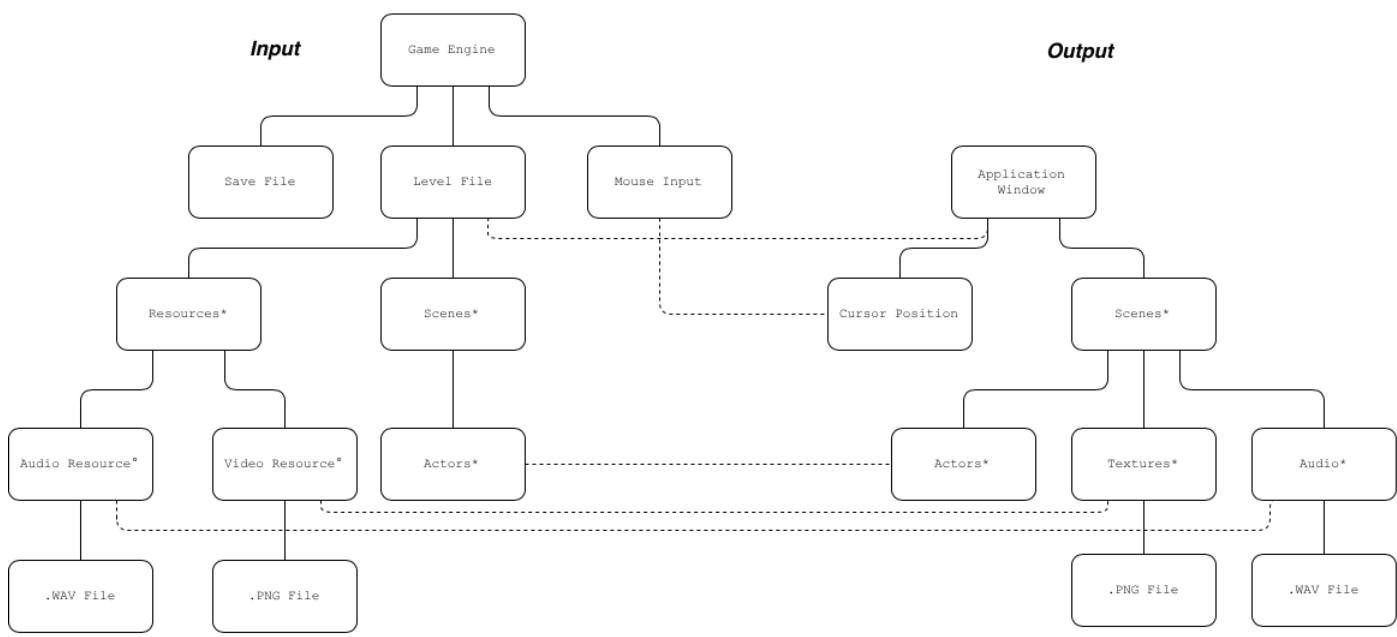 Input
Game Engine
Output
Save File
Level File
Mouse Input
Application
Window
Resources*
Scenes*
Cursor Position
Scenes*
Audio Resource°
Video Resource°
Actors*
Actors*
Textures*
Audio*
.WAV File
.PNG File
.PNG File
.WAV File